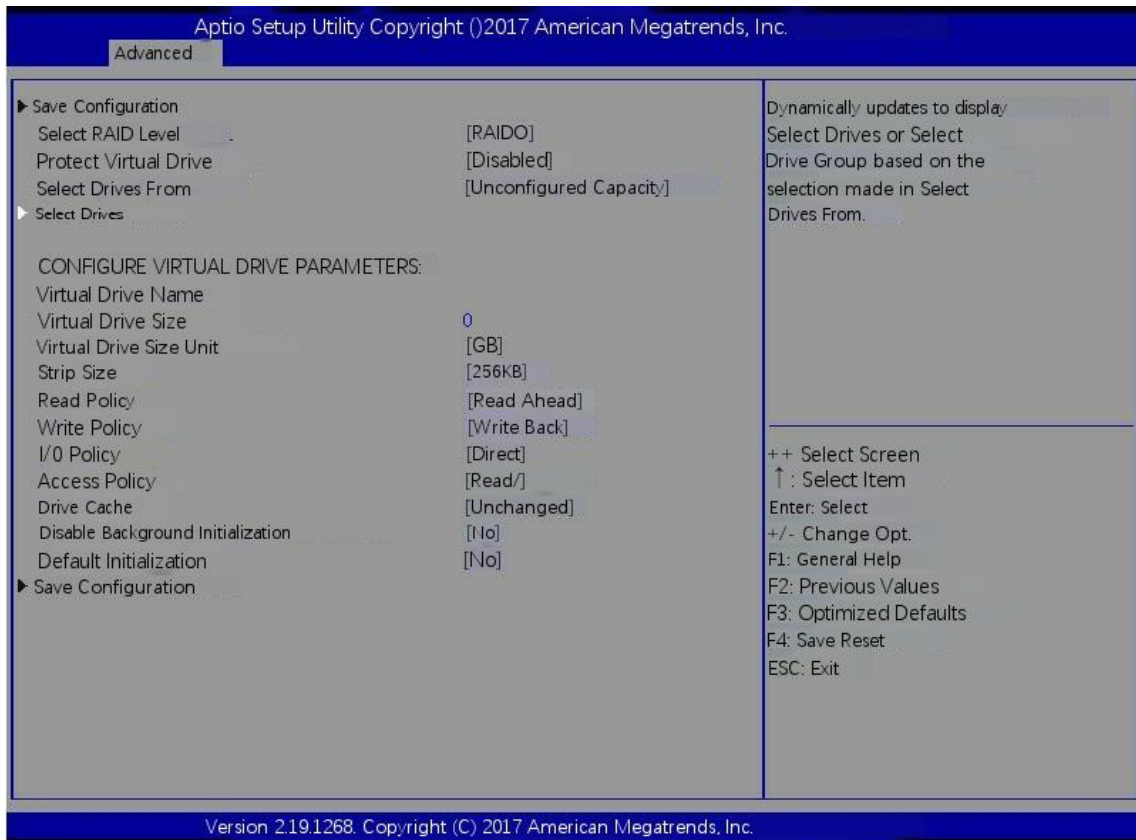 Aptio Setup Utility Copyright ()2017 American Megatrends, Inc.
Advanced
Save Configuration
Select RAID Level . [RAIDO]
Protect Virtual Drive [Disabled]
Select Drives From [Unconfigured Capacity]
Select Drives
CONFIGURE VIRTUAL DRIVE PARAMETERS:
Virtual Drive Name
Virtual Drive Size 0
Virtual Drive Size Unit [GB]
Strip Size [256KB]
Read Policy [Read Ahead]
Write Policy [Write Back]
I/0 Policy [Direct]
Access Policy [Read/]
Drive Cache [Unchanged]
Disable Background Initialization [No]
Default Initialization [No]
Save Configuration
Dynamically updates to display
Select Drives or Select
Drive Group based on the
selection made in Select
Drives From.
++ Select Screen
↑: Select Item
Enter: Select
+/- Change Opt.
F1: General Help
F2: Previous Values
F3: Optimized Defaults
F4: Save Reset
ESC: Exit
Version 2.19.1268. Copyright (C) 2017 American Megatrends, Inc.